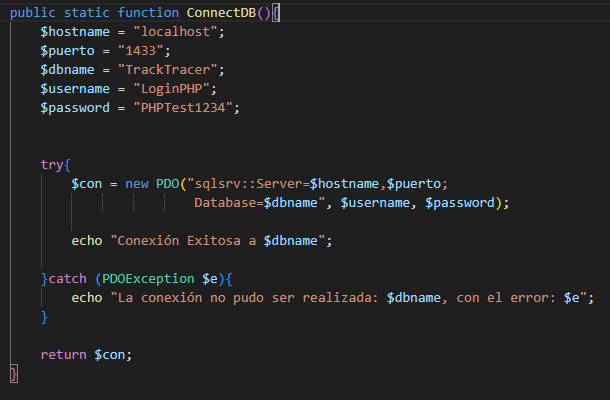 public static function ConnectDB(){
$hostname = "localhost";
$puerto = "1433";
$dbname = "TrackTracer";
$username = "LoginPHP";
$password = "PHPTest1234";
try{
$con = new PDO("sqlsrv::Server=$hostname,$puerto;
Database=$dbname", $username, $password);
echo "Conexión Exitosa a $dbname";
}catch (PDOException $e){
echo "La conexión no pudo ser realizada: $dbname, con el error: $e";
}
return $con;
}